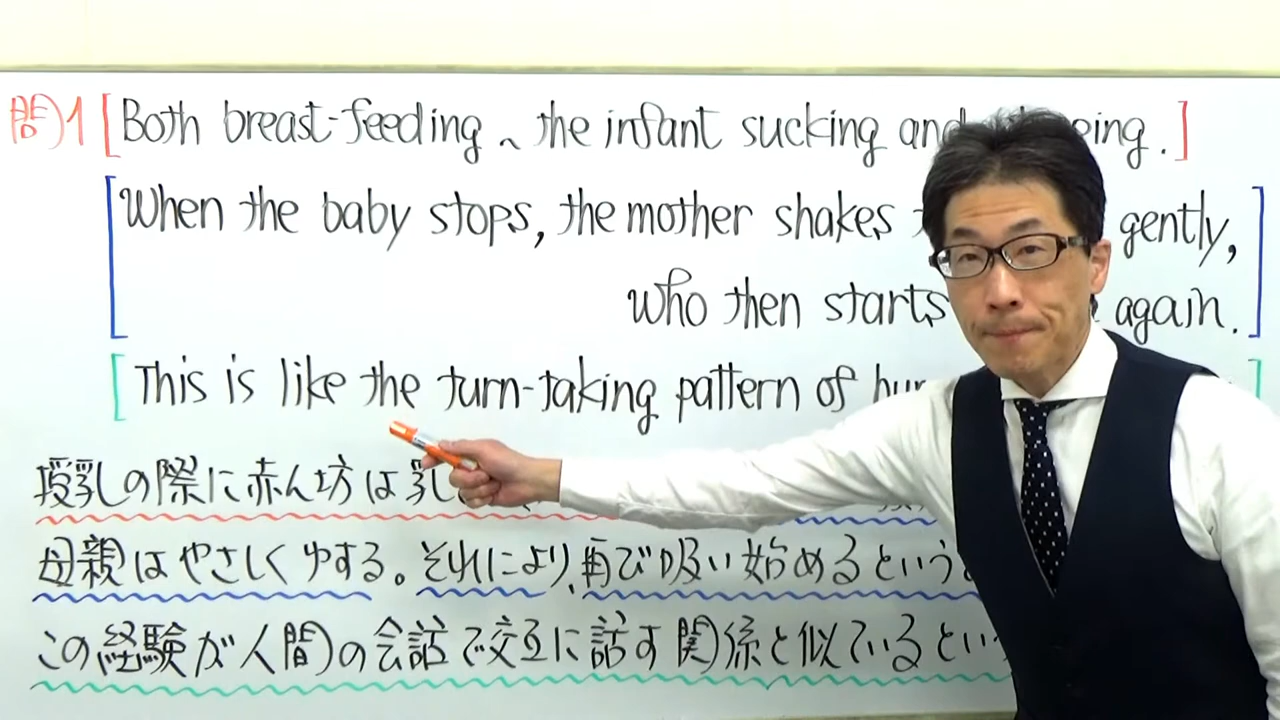 問1 [Both breast-feeding ^ the infant sucking and ping.]
[When the baby stops, the mother shakes gently,
who then starts again.]
[This is like the turn-taking pattern of ]
授乳の際に赤ん坊は乳
母親はやさしくゆする。それにより、再び吸い始めるという
この経験が人間の会話で交互に話す関係と似ているとい